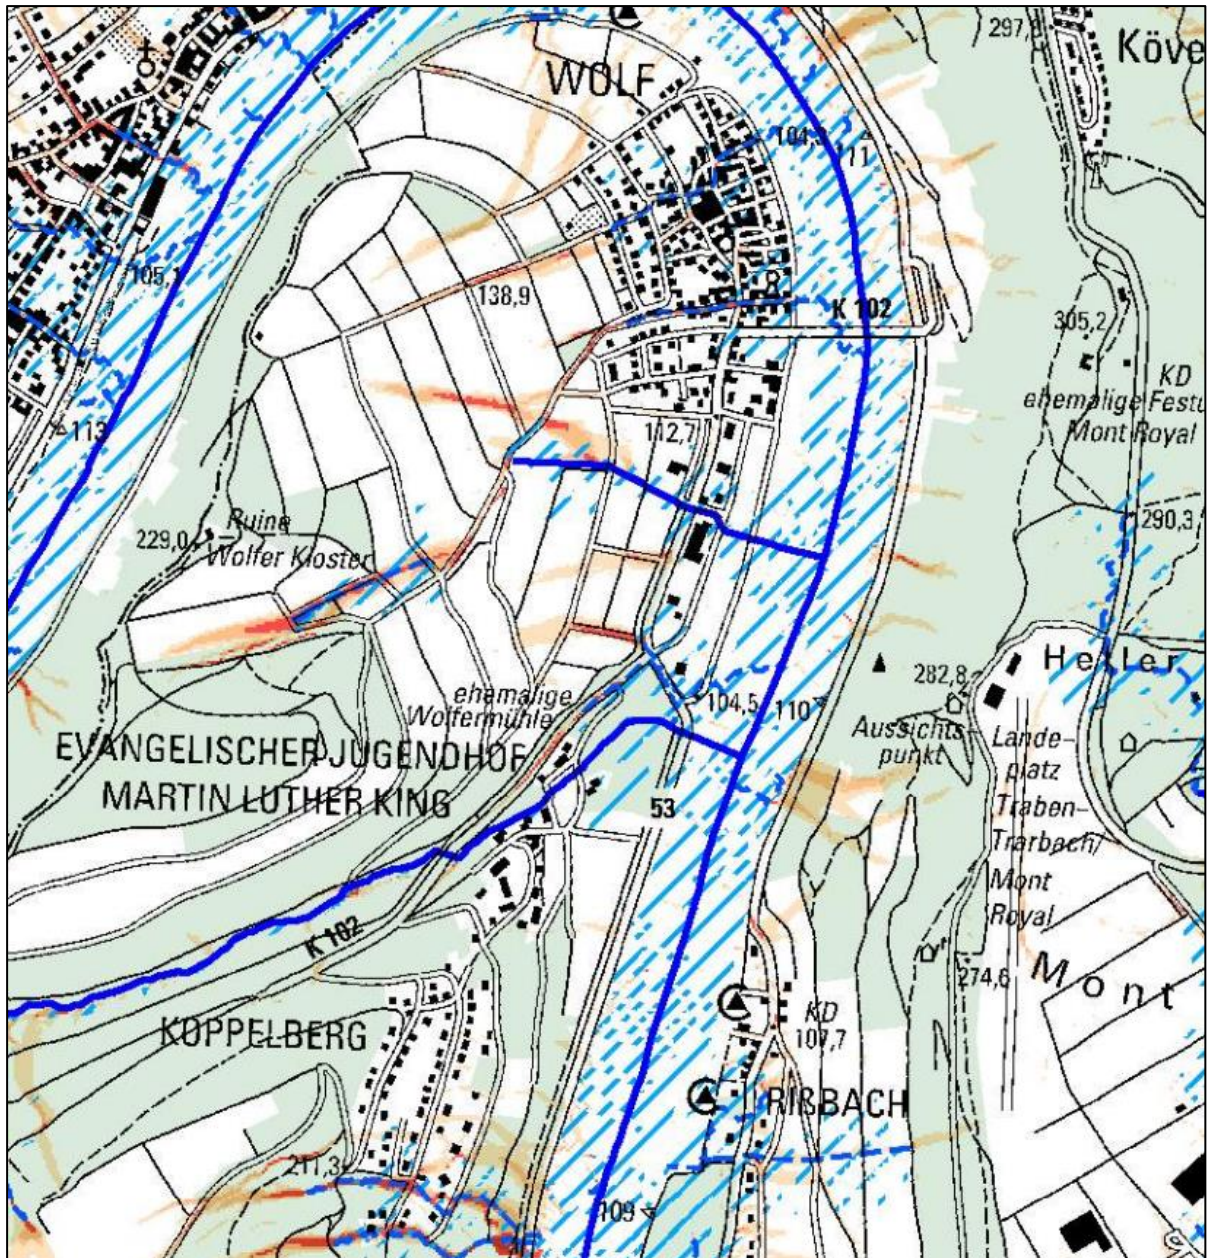 297,
Köve
WOLF
104,3
111
105,1
138,9
K 102
305,2
KD
ehemalige Festu
Mont Royal
113
112,7
290,3
Ruine
229,0
Wolfer Kloster
Heller
282,8
ehemalige
Wolfermühle
104,5
110
Aussichts-
punkt
Lande-
platz
Traben-
Trarbach/
Mont
Royal
EVANGELISCHER JUGENDHOF
MARTIN LUTHER KING
53
K 102
274,6
Mont
KOPPELBERG
KD
107,7
RIßBACH
211,3
109